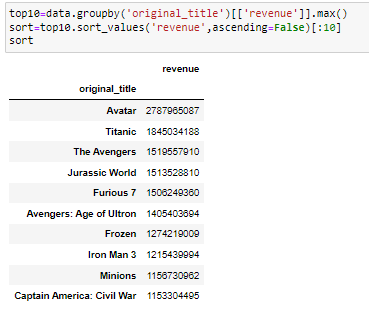 top10=data.groupby('original_title')[['revenue']].max()
sort=top10.sort_values('revenue',ascending=False)[:10]
sort
revenue
original_title
Avatar 2787965087
Titanic 1845034188
The Avengers 1519557910
Jurassic World 1513528810
Furious 7 1506249360
Avengers: Age of Ultron 1405403694
Frozen 1274219009
Iron Man 3 1215439994
Minions 1156730962
Captain America: Civil War 1153304495